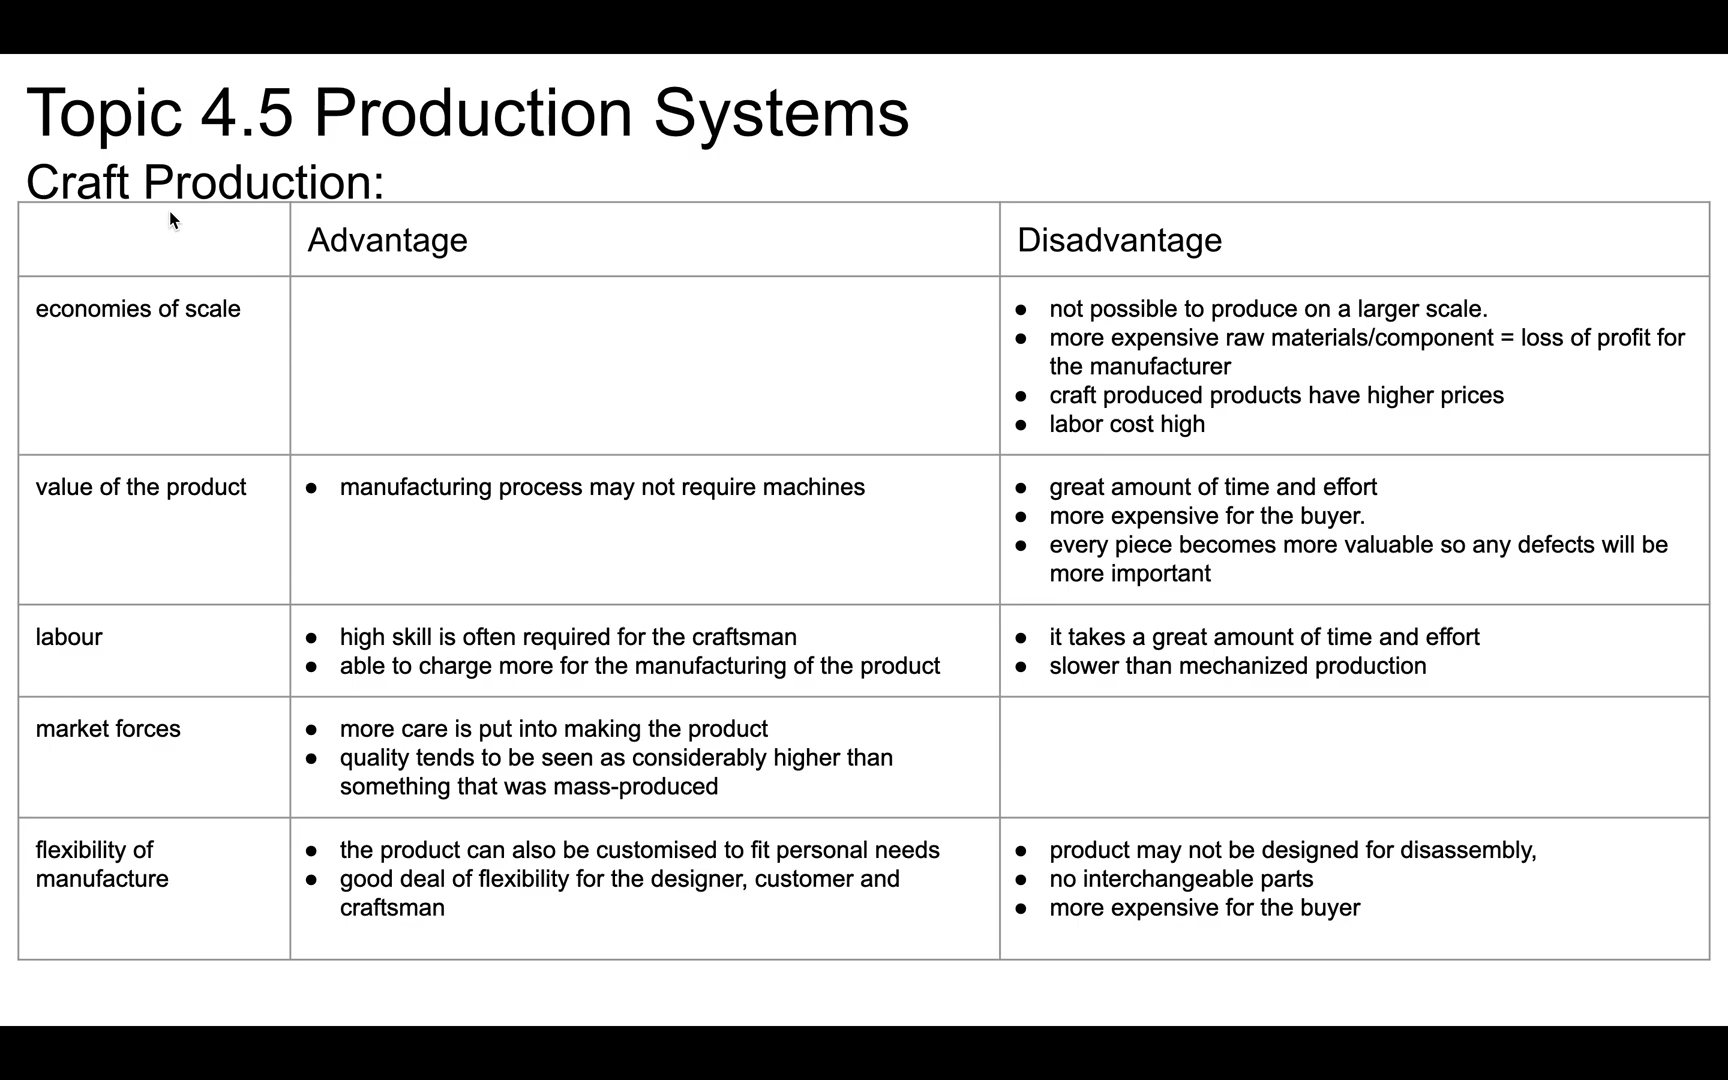 Topic 4.5 Production Systems
Craft Production:
Advantage
Disadvantage
economies of scale
● not possible to produce on a larger scale.
● more expensive raw materials/component = loss of profit for
the manufacturer
● craft produced products have higher prices
● labor cost high
value of the product
● manufacturing process may not require machines
● great amount of time and effort
● more expensive for the buyer.
● every piece becomes more valuable so any defects will be
more important
labour
● high skill is often required for the craftsman
● able to charge more for the manufacturing of the product
● it takes a great amount of time and effort
● slower than mechanized production
market forces
● more care is put into making the product
● quality tends to be seen as considerably higher than
something that was mass-produced
flexibility of
manufacture
● the product can also be customised to fit personal needs
● good deal of flexibility for the designer, customer and
craftsman
● product may not be designed for disassembly,
● no interchangeable parts
● more expensive for the buyer